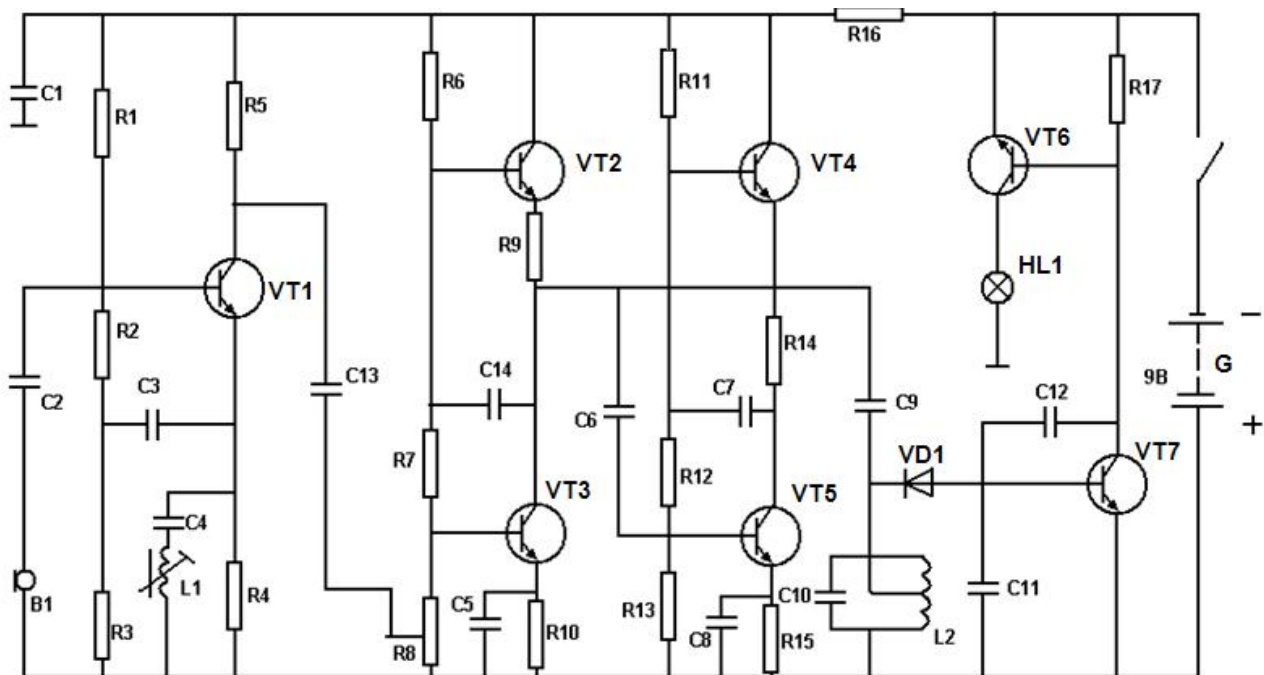 R16
C1
R1
R5
R6
R11
R17
VT2
VT4
VT6
R9
VT1
HL1
R2
R14
C2
C3
C13
C14
C6
C7
C9
9В
G
−
+
C12
R7
R12
VD1
VT7
VT3
VT5
C4
L1
B1
R3
R4
R8
C5
R10
R13
C8
R15
C10
L2
C11